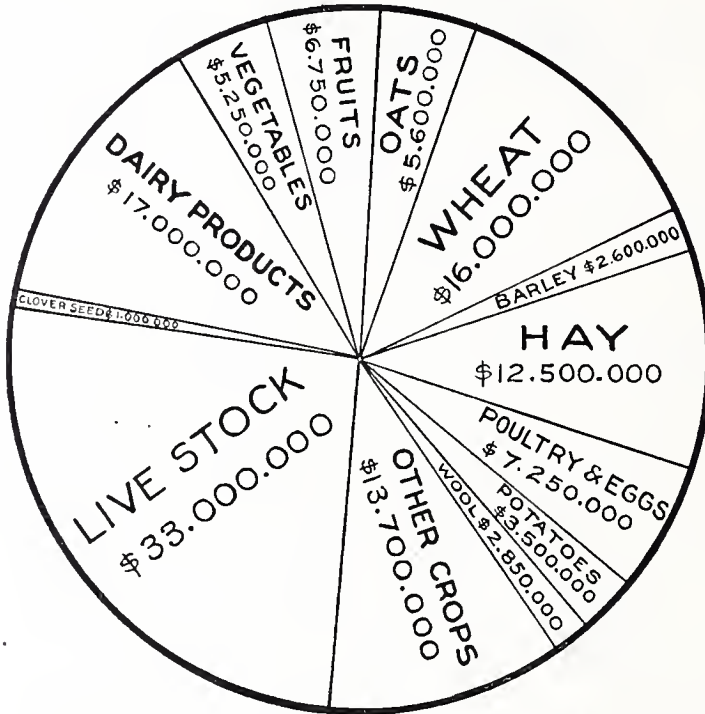 FRUITS
$6.750.000
OATS
$5.600.000
WHEAT
$16.000.000
BARLEY $2.600.000
HAY
$12.500.000
POULTRY & EGGS
$7.250.000
POTATOES
$3.500.000
WOOL $2.850.000
OTHER CROPS
$13.700.000
LIVE STOCK
$33.000.000
CLOVER SEED $1.000.000
DAIRY PRODUCTS
$17.000.000
VEGETABLES
$5.250.000